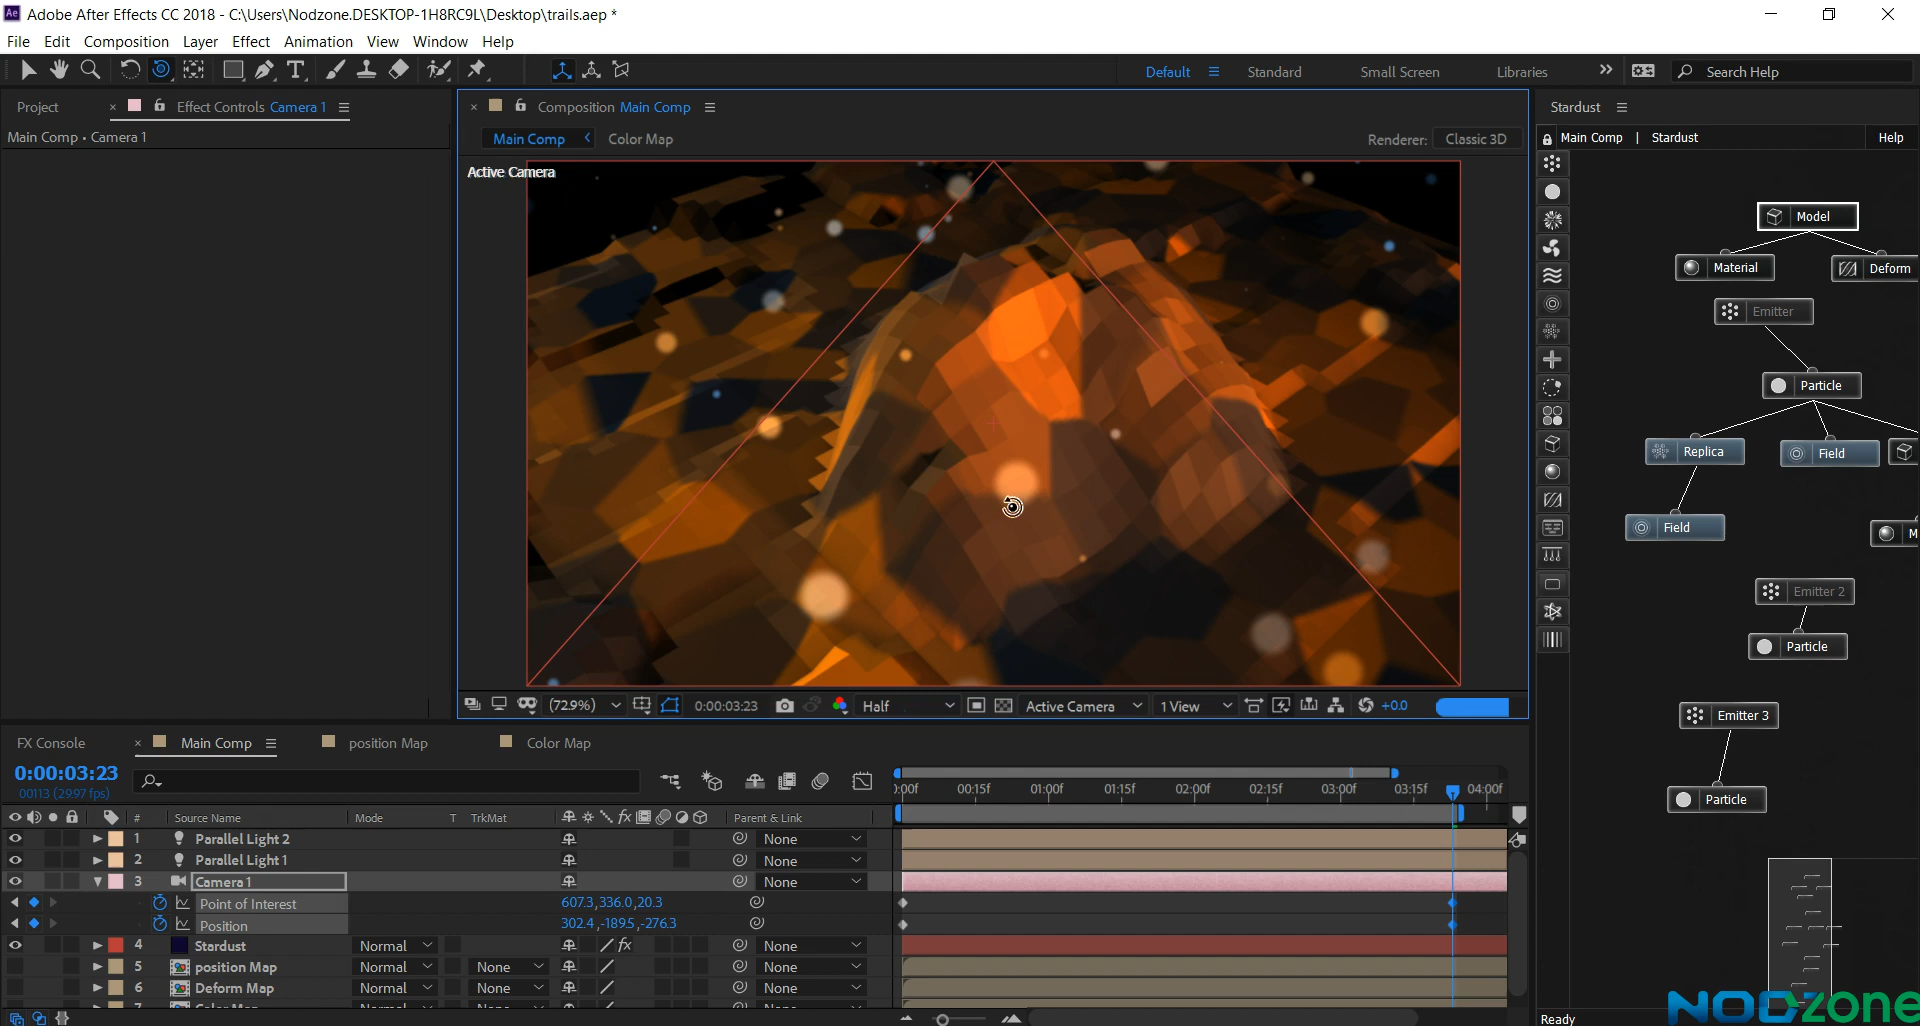 Adobe After Effects CC 2018 - C:\Users\Nodzone.DESKTOP-1H8RC9L\Desktop\trails.aep *
File Edit Composition Layer Effect Animation View Window Help
Default Standard Small Screen Libraries Search Help
Project
Effect Controls Camera 1
Main Comp • Camera 1
Composition Main Comp
Main Comp Color Map
Renderer: Classic 3D
Active Camera
(72.9%) 0:00:03:23 Half Active Camera 1 View +0.0
Stardust
Main Comp | Stardust Help
Model
Material
Deform
Emitter
Particle
Replica
Field
Field
M
Emitter 2
Particle
Emitter 3
Particle
NODzone
Ready
FX Console Main Comp position Map Color Map
0:00:03:23
00113 (29.97 fps)
):00f 00:15f 01:00f 01:15f 02:00f 02:15f 03:00f 03:15f 04:00f
# Source Name Mode T TrkMat Parent & Link
1 Parallel Light 2 None
2 Parallel Light 1 None
3 Camera 1 None
Point of Interest 607.3,336.0,20.3
Position 302.4,-189.5,-276.3
4 Stardust Normal None
5 position Map Normal None None
6 Deform Map Normal None None
7 Color Map Normal None None